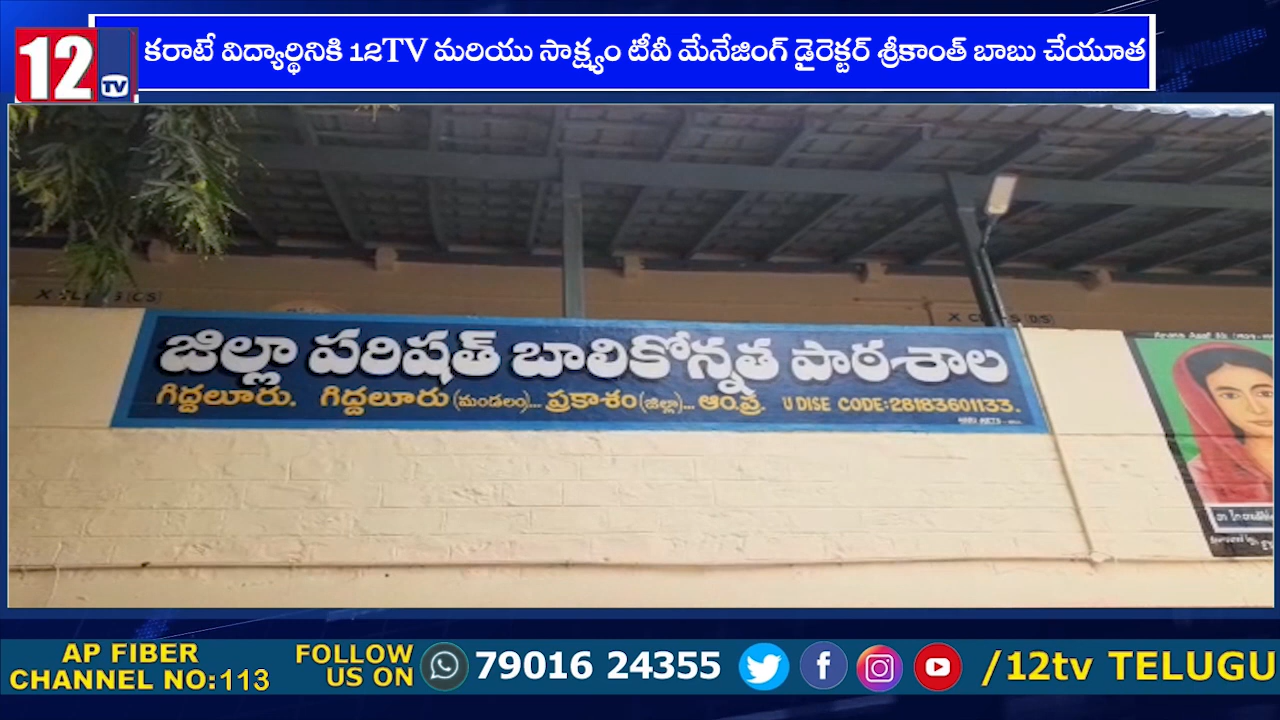 12
TV
కరాటే విద్యార్థినికి 12TV మరియు సాక్ష్యం టీవీ మేనేజింగ్ డైరెక్టర్ శ్రీకాంత్ బాబు చేయూత
జిల్లా పరిషత్ బాలికోన్నత పాఠశాల
గిద్దలూరు. గిద్దలూరు (మండలం)... ప్రకాశం (జిల్లా)... ఆం.ప్ర. U DISE CODE:28183601133.
AP FIBER
CHANNEL NO:113
FOLLOW
US ON
79016 24355
/12tv TELUGU